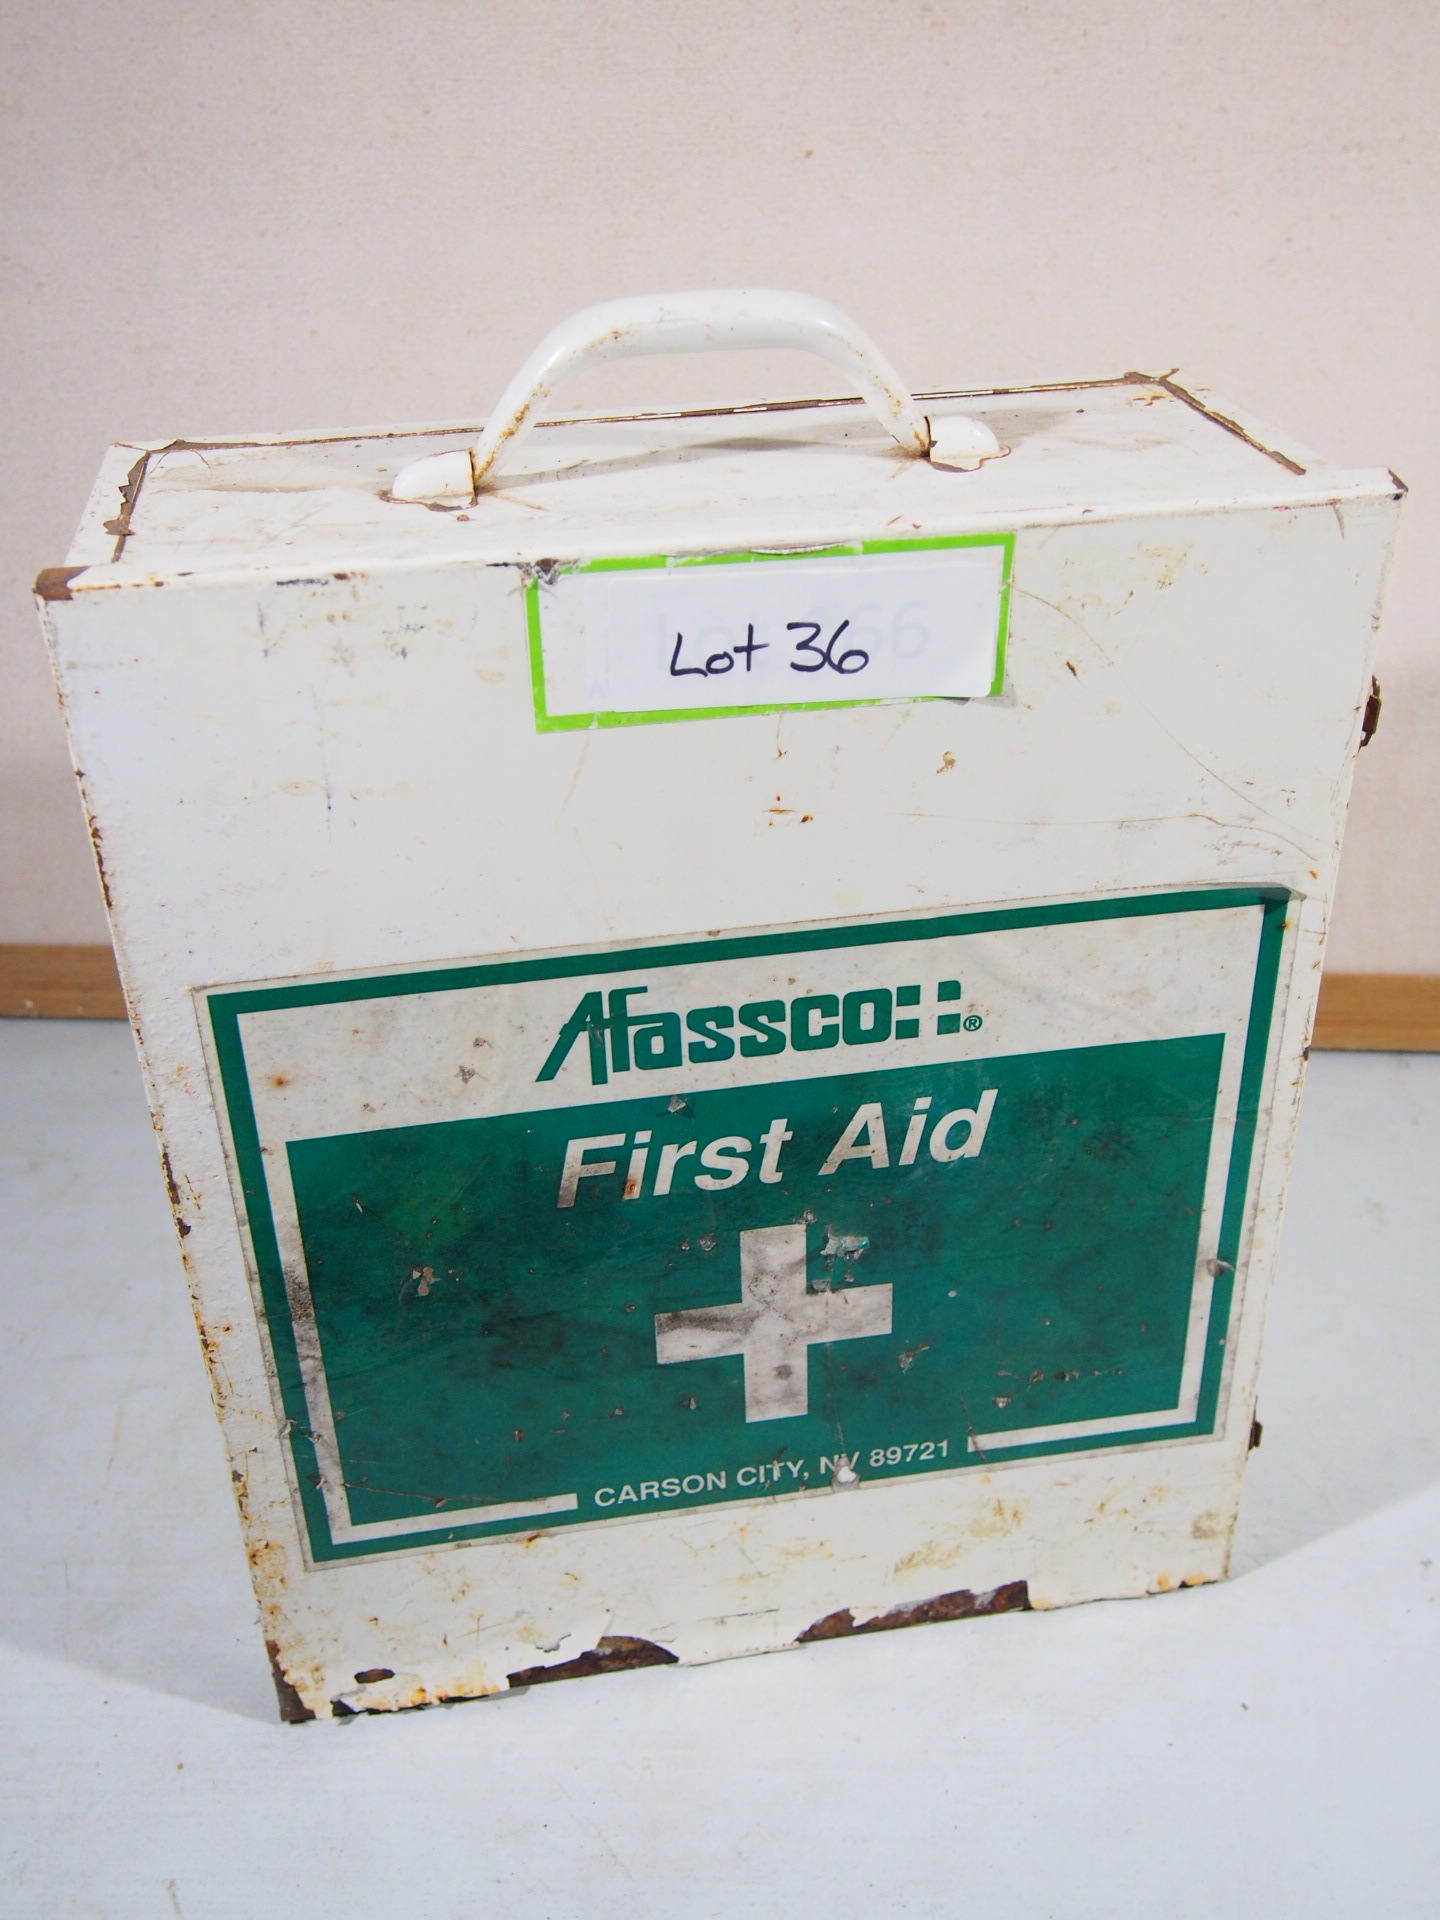 Lot 36
Afassco®
First Aid
CARSON CITY, NV 89721